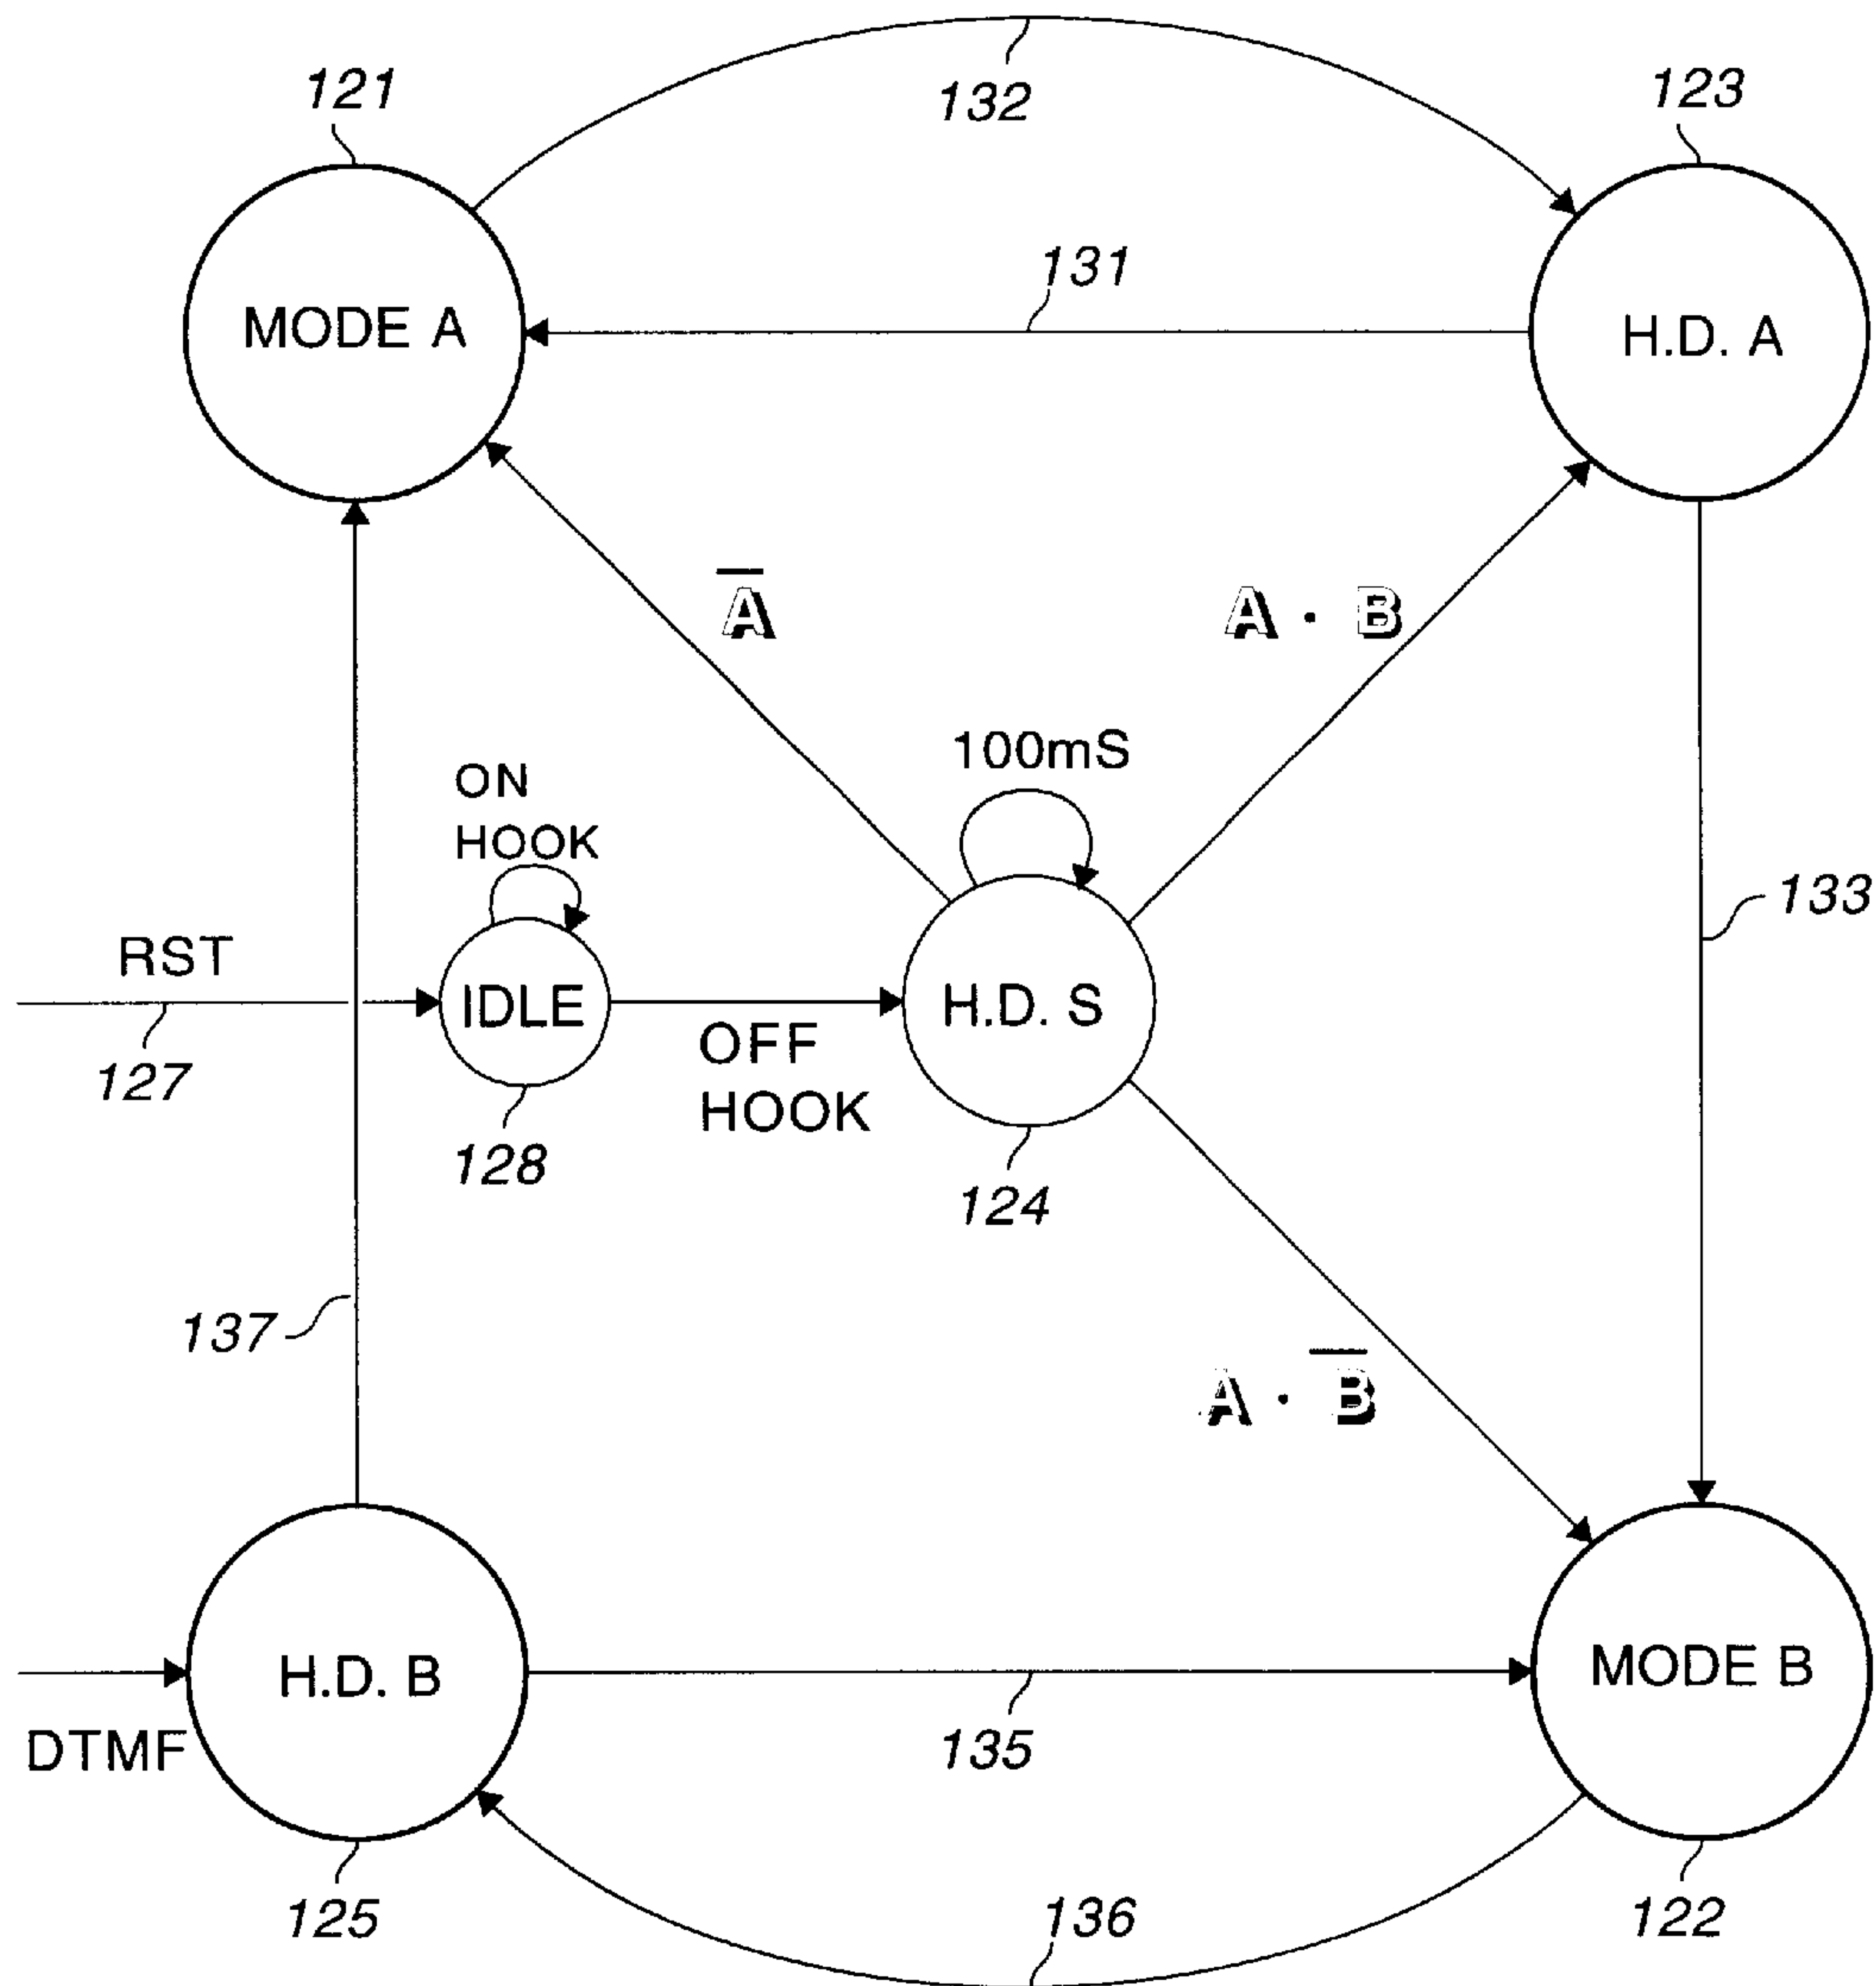 132
121
123
131
MODE A
H.D. A
A̅
A · B
100mS
ON
HOOK
133
RST
IDLE
H.D. S
OFF
HOOK
127
128
124
137
A · B̅
H.D. B
MODE B
DTMF
135
125
136
122